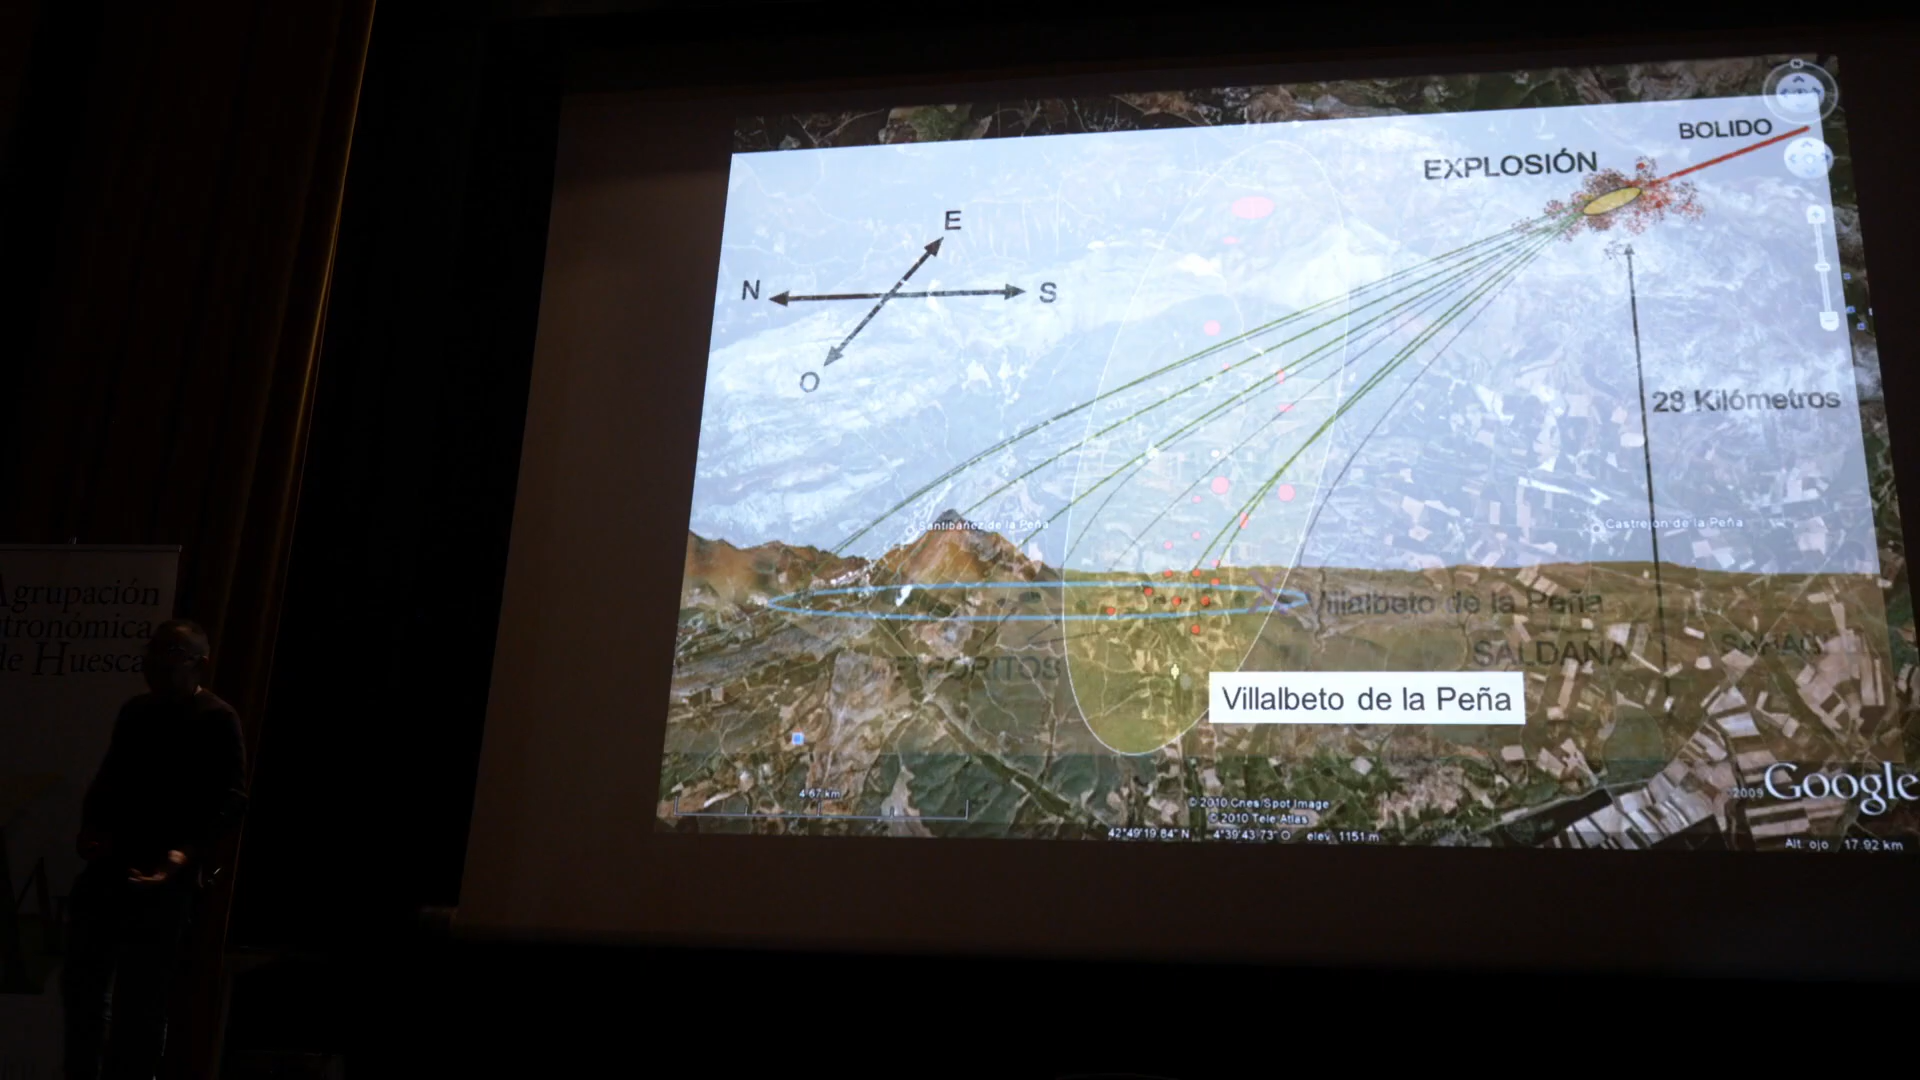 Agrupación
Astronómica
de Huesca
BOLIDO
EXPLOSIÓN
E
N
S
O
28 Kilómetros
Santibáñez de la Peña
Castrejón de la Peña
Villalbeto de la Peña
SALDAÑA
METEORITOS
Villalbeto de la Peña
4.67 km
© 2010 Cnes/Spot Image
© 2010 Tele Atlas
©2009 Google
42°49'19.84" N 4°39'43.73" O elev. 1151 m
Alt. ojo 17.92 km